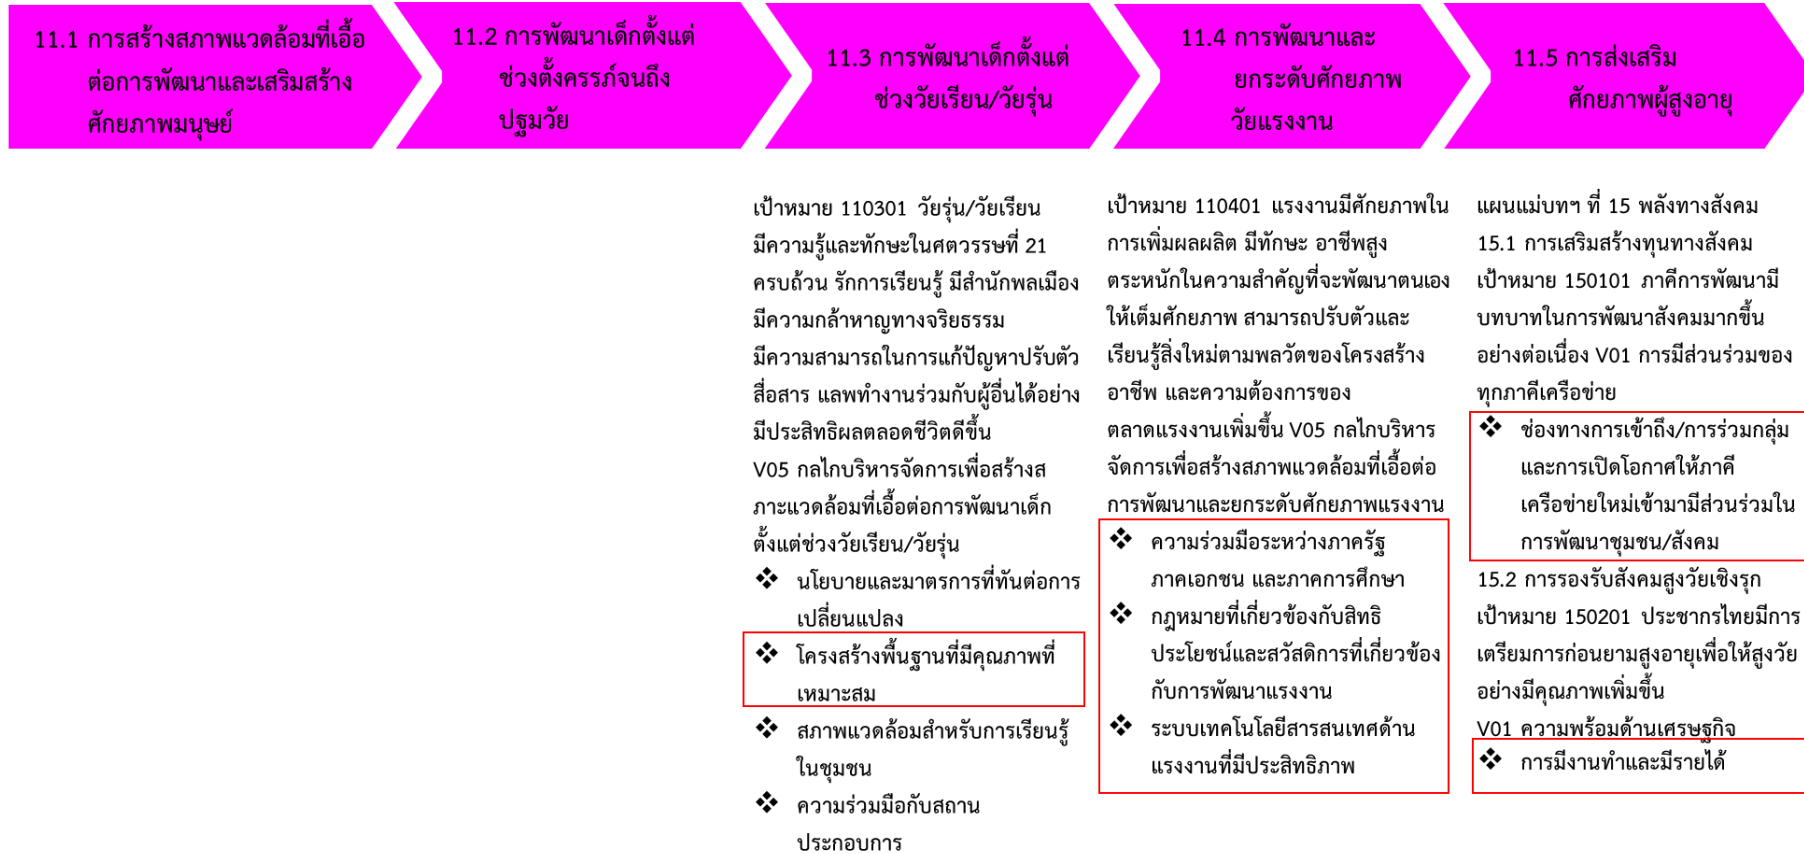 11.1 การสร้างสภาพแวดล้อมที่เอื้อ
ต่อการพัฒนาและเสริมสร้าง
ศักยภาพมนุษย์
11.2 การพัฒนาเด็กตั้งแต่
ช่วงตั้งครรภ์จนถึง
ปฐมวัย
11.3 การพัฒนาเด็กตั้งแต่
ช่วงวัยเรียน/วัยรุ่น
11.4 การพัฒนาและ
ยกระดับศักยภาพ
วัยแรงงาน
11.5 การส่งเสริม
ศักยภาพผู้สูงอายุ
เป้าหมาย 110301 วัยรุ่น/วัยเรียน
มีความรู้และทักษะในศตวรรษที่ 21
ครบถ้วน รักการเรียนรู้ มีสำนักพลเมือง
มีความกล้าหาญทางจริยธรรม
มีความสามารถในการแก้ปัญหาปรับตัว
สื่อสาร แลพทำงานร่วมกับผู้อื่นได้อย่าง
มีประสิทธิผลตลอดชีวิตดีขึ้น
V05 กลไกบริหารจัดการเพื่อสร้างส
ภาะแวดล้อมที่เอื้อต่อการพัฒนาเด็ก
ตั้งแต่ช่วงวัยเรียน/วัยรุ่น
❖ นโยบายและมาตรการที่ทันต่อการ
เปลี่ยนแปลง
❖ โครงสร้างพื้นฐานที่มีคุณภาพที่
เหมาะสม
❖ สภาพแวดล้อมสำหรับการเรียนรู้
ในชุมชน
❖ ความร่วมมือกับสถาน
ประกอบการ
เป้าหมาย 110401 แรงงานมีศักยภาพใน
การเพิ่มผลผลิต มีทักษะ อาชีพสูง
ตระหนักในความสำคัญที่จะพัฒนาตนเอง
ให้เต็มศักยภาพ สามารถปรับตัวและ
เรียนรู้สิ่งใหม่ตามพลวัตของโครงสร้าง
อาชีพ และความต้องการของ
ตลาดแรงงานเพิ่มขึ้น V05 กลไกบริหาร
จัดการเพื่อสร้างสภาพแวดล้อมที่เอื้อต่อ
การพัฒนาและยกระดับศักยภาพแรงงาน
❖ ความร่วมมือระหว่างภาครัฐ
ภาคเอกชน และภาคการศึกษา
❖ กฎหมายที่เกี่ยวข้องกับสิทธิ
ประโยชน์และสวัสดิการที่เกี่ยวข้อง
กับการพัฒนาแรงงาน
❖ ระบบเทคโนโลยีสารสนเทศด้าน
แรงงานที่มีประสิทธิภาพ
แผนแม่บทฯ ที่ 15 พลังทางสังคม
15.1 การเสริมสร้างทุนทางสังคม
เป้าหมาย 150101 ภาคีการพัฒนามี
บทบาทในการพัฒนาสังคมมากขึ้น
อย่างต่อเนื่อง V01 การมีส่วนร่วมของ
ทุกภาคีเครือข่าย
❖ ช่องทางการเข้าถึง/การร่วมกลุ่ม
และการเปิดโอกาศให้ภาคี
เครือข่ายใหม่เข้ามามีส่วนร่วมใน
การพัฒนาชุมชน/สังคม
15.2 การรองรับสังคมสูงวัยเชิงรุก
เป้าหมาย 150201 ประชากรไทยมีการ
เตรียมการก่อนยามสูงอายุเพื่อให้สูงวัย
อย่างมีคุณภาพเพิ่มขึ้น
V01 ความพร้อมด้านเศรษฐกิจ
❖ การมีงานทำและมีรายได้